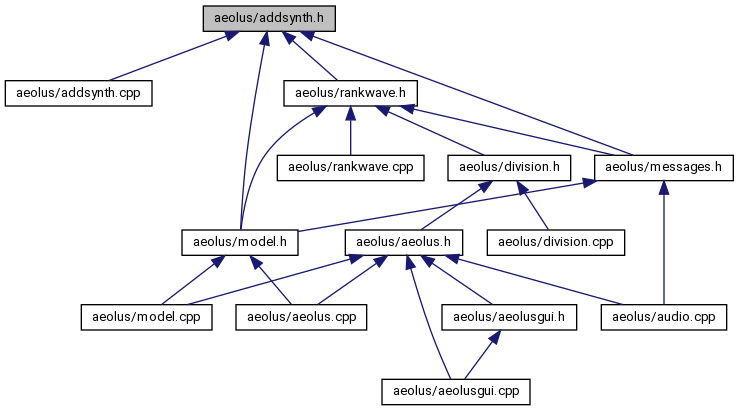 aeolus/addsynth.h
aeolus/addsynth.cpp
aeolus/rankwave.h
aeolus/rankwave.cpp
aeolus/division.h
aeolus/messages.h
aeolus/model.h
aeolus/aeolus.h
aeolus/division.cpp
aeolus/model.cpp
aeolus/aeolus.cpp
aeolus/aeolusgui.h
aeolus/audio.cpp
aeolus/aeolusgui.cpp